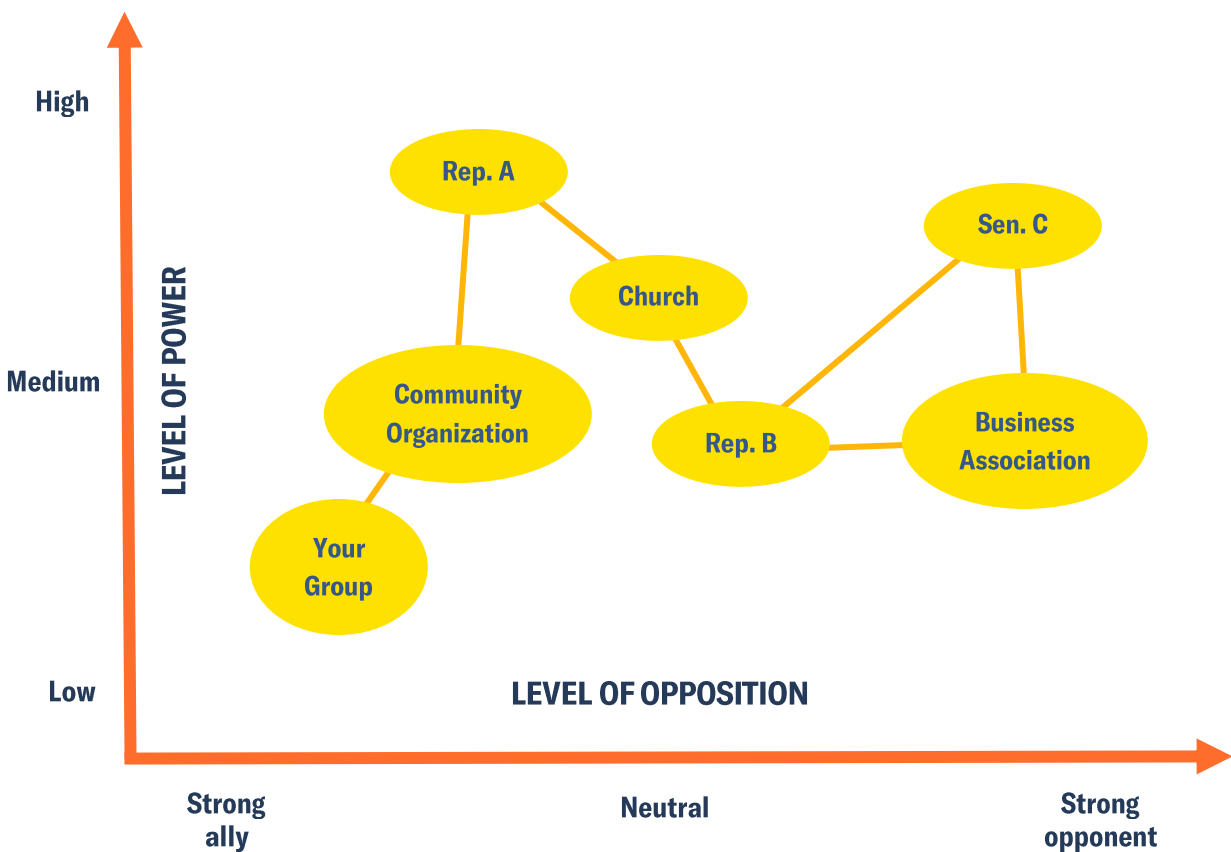 High
Rep. A
Sen. C
Church
LEVEL OF POWER
Medium
Community
Organization
Rep. B
Business
Association
Your
Group
Low
LEVEL OF OPPOSITION
Strong
ally
Neutral
Strong
opponent